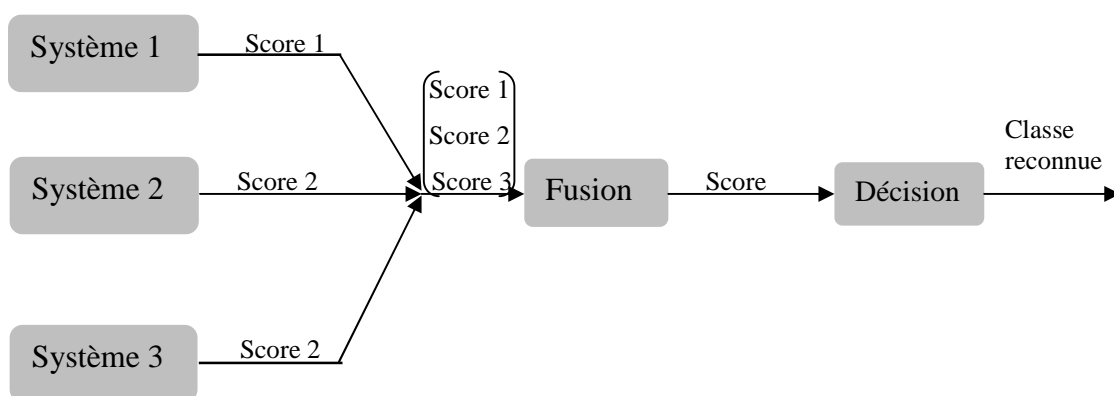 Système 1
Score 1
Score 1
Score 2
Score 3
Système 2
Score 2
Fusion
Score
Décision
Classe
reconnue
Système 3
Score 2